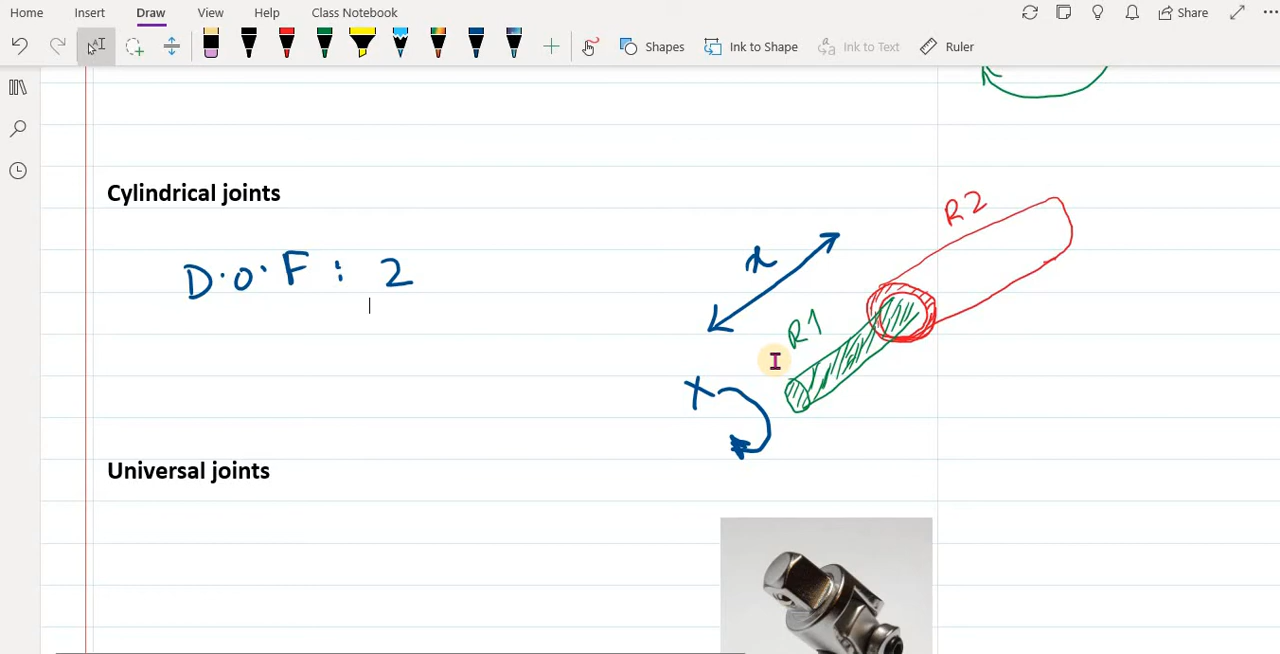 Home Insert Draw View Help Class Notebook Share
Shapes Ink to Shape Ink to Text Ruler
Cylindrical joints
R2
x
D.O.F : 2
R1
Universal joints